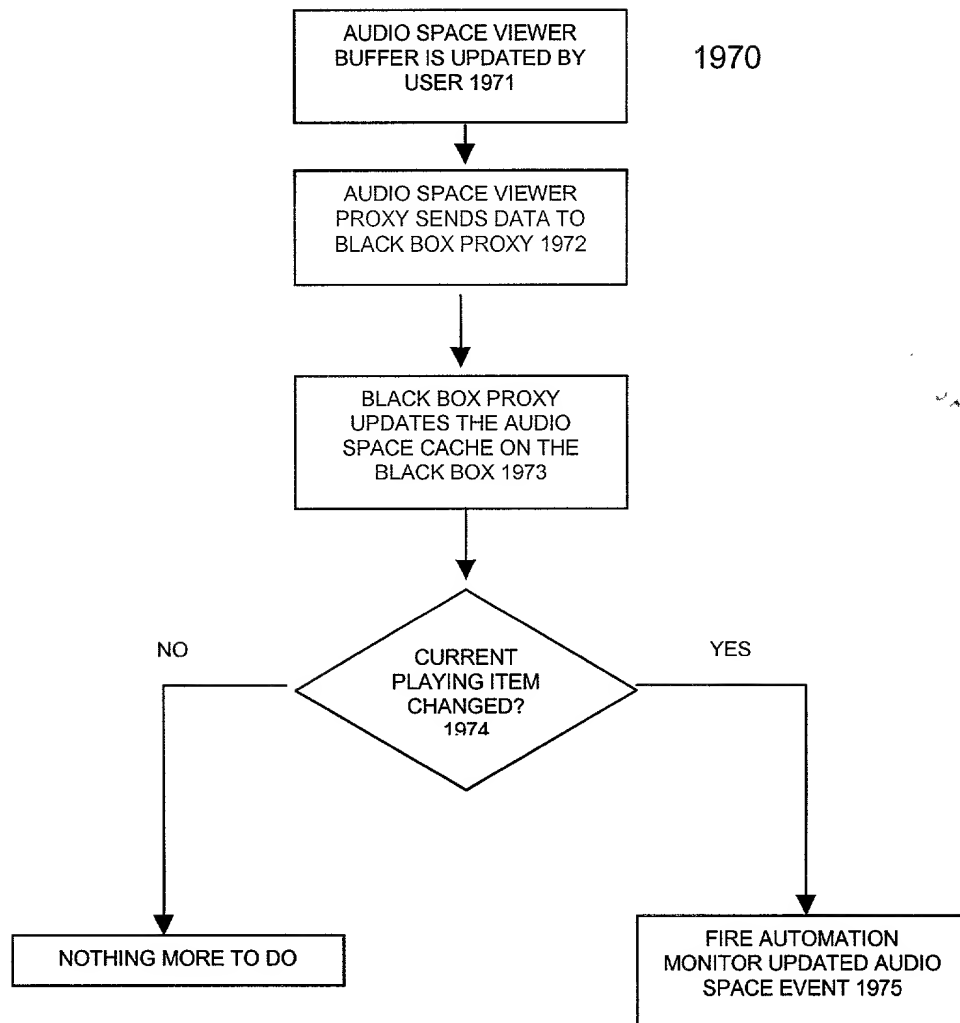 AUDIO SPACE VIEWER
BUFFER IS UPDATED BY
USER 1971
1970
AUDIO SPACE VIEWER
PROXY SENDS DATA TO
BLACK BOX PROXY 1972
BLACK BOX PROXY
UPDATES THE AUDIO
SPACE CACHE ON THE
BLACK BOX 1973
NO
YES
CURRENT
PLAYING ITEM
CHANGED?
1974
NOTHING MORE TO DO
FIRE AUTOMATION
MONITOR UPDATED AUDIO
SPACE EVENT 1975